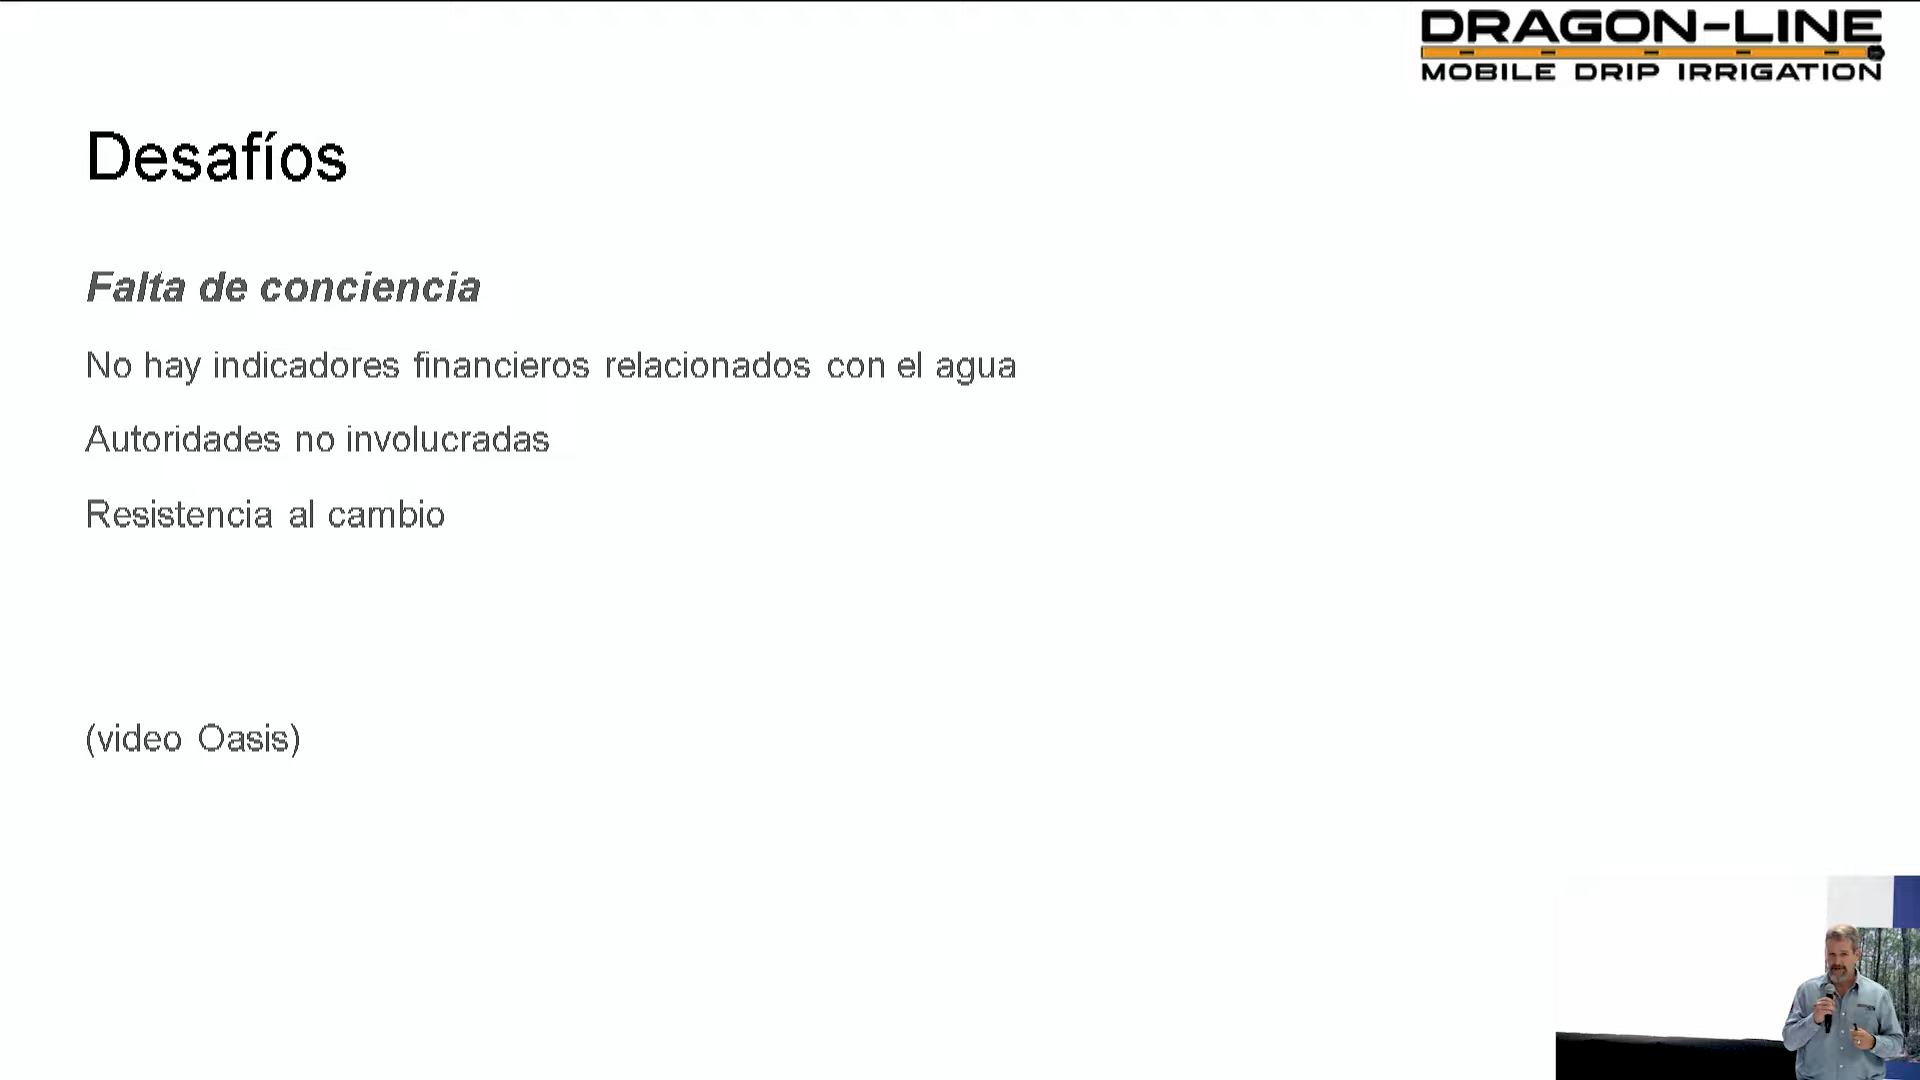 DRAGON-LINE
MOBILE DRIP IRRIGATION
Desafíos
Falta de conciencia
No hay indicadores financieros relacionados con el agua
Autoridades no involucradas
Resistencia al cambio
(video Oasis)